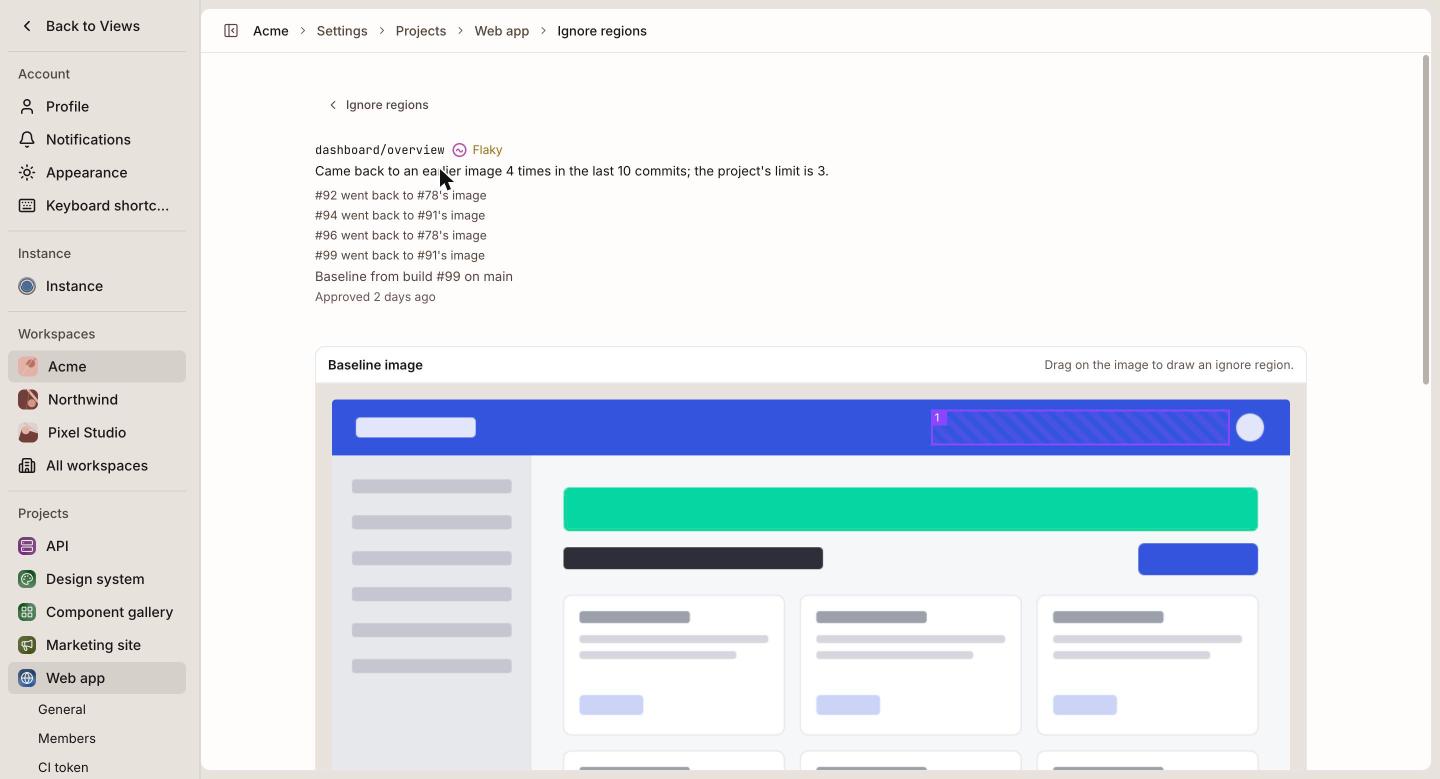 Back to Views
Account
Profile
Notifications
Appearance
Keyboard shortc...
Instance
Instance
Workspaces
Acme
Northwind
Pixel Studio
All workspaces
Projects
API
Design system
Component gallery
Marketing site
Web app
General
Members
CI token
Acme > Settings > Projects > Web app > Ignore regions
Ignore regions
dashboard/overview Flaky
Came back to an earlier image 4 times in the last 10 commits; the project's limit is 3.
#92 went back to #78's image
#94 went back to #91's image
#96 went back to #78's image
#99 went back to #91's image
Baseline from build #99 on main
Approved 2 days ago
Baseline image
Drag on the image to draw an ignore region.
1